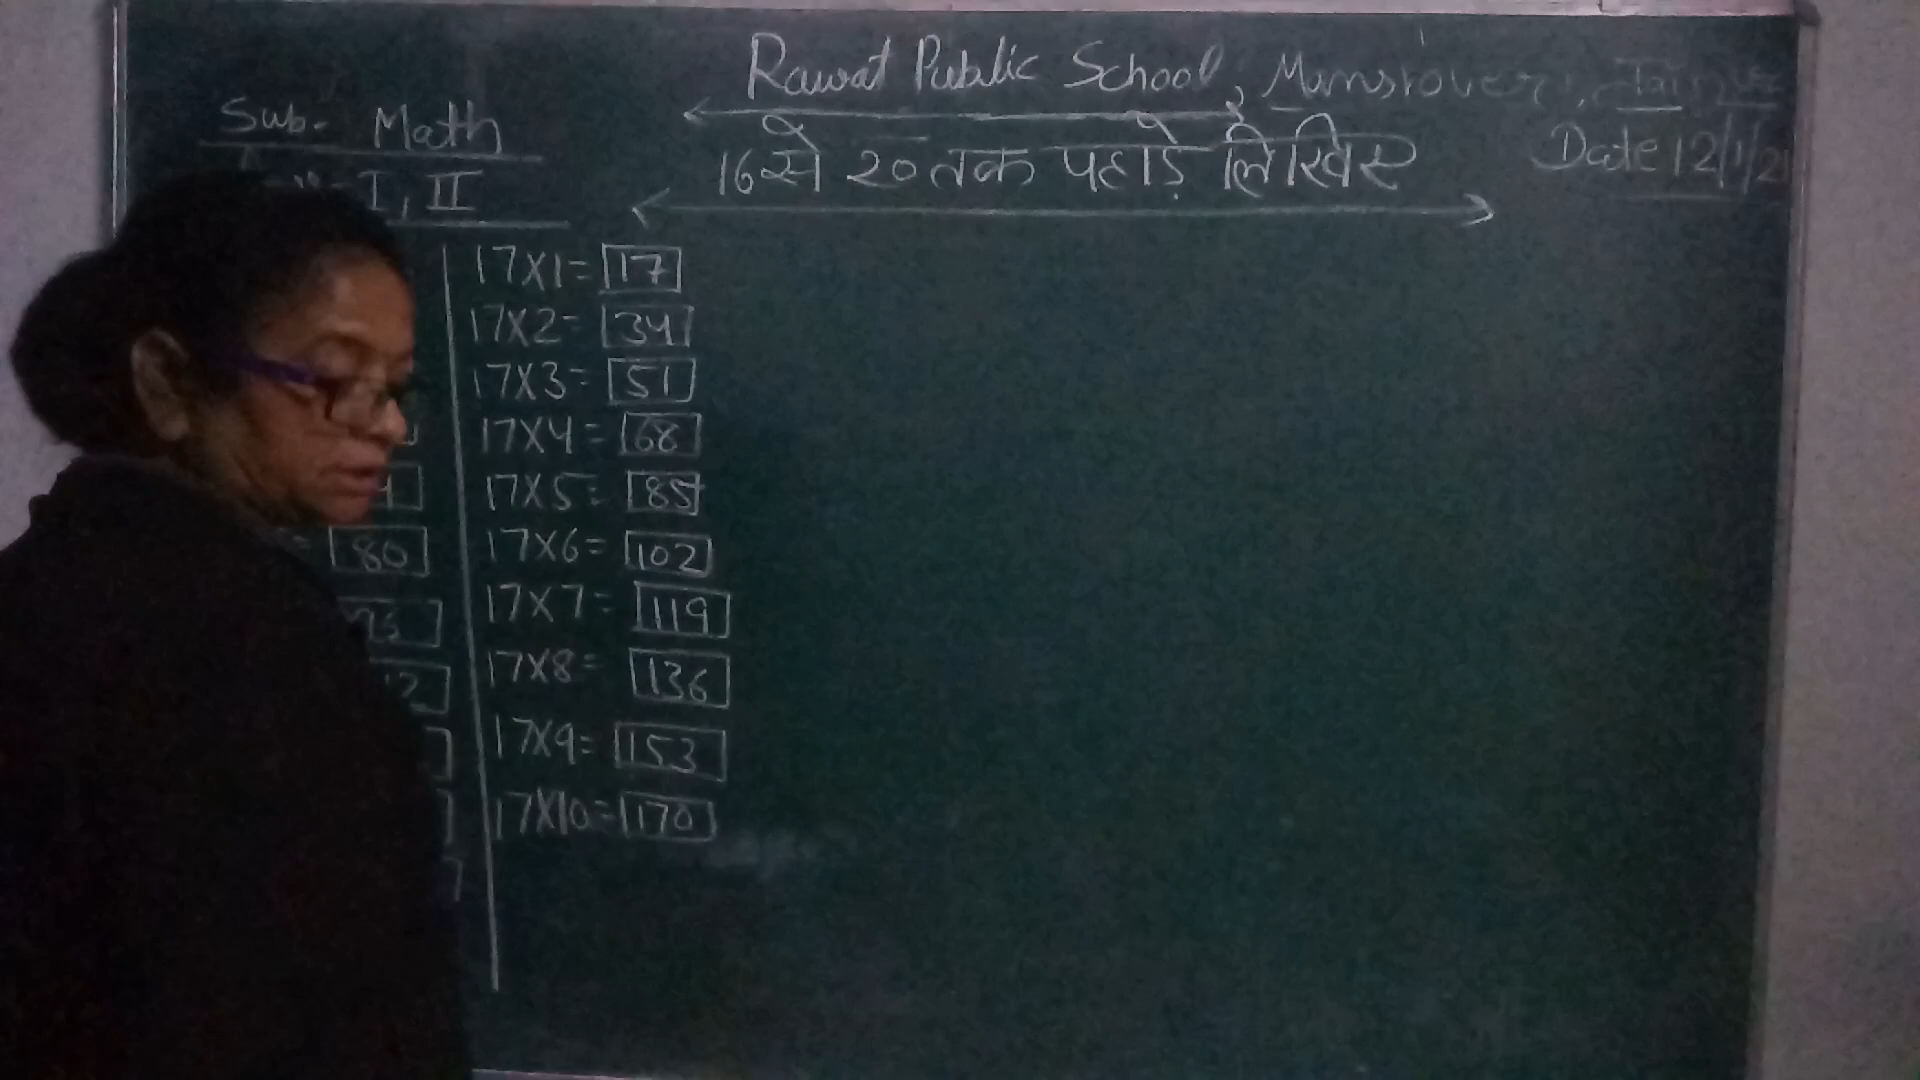 Rawat Public School, Mansrover, Jaipur
Sub- Math
Date 12/1/21
16 से 20 तक पहाड़े लिखिए
I, II
17X1= 17
17X2= 34
17X3= 51
17X4= 68
17X5= 85
= 80
17X6= 102
17X7= 119
17X8= 136
17X9= 153
17X10= 170